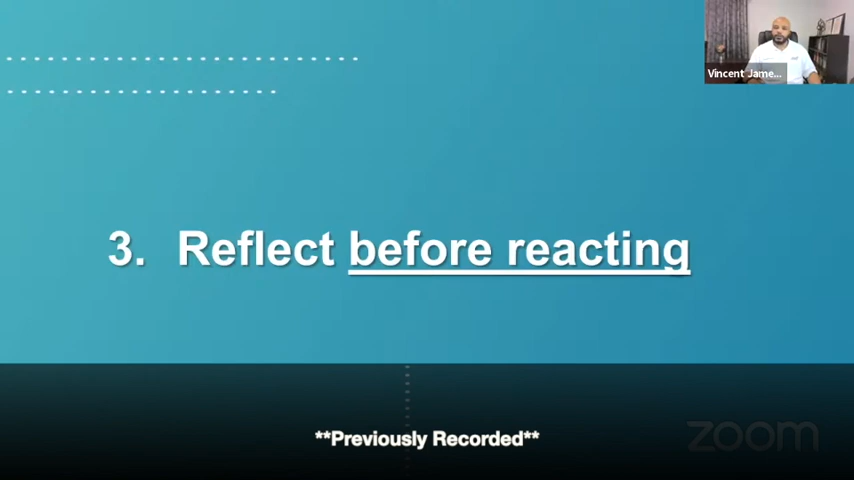 Vincent Jame...
3. Reflect before reacting
**Previously Recorded**
zoom